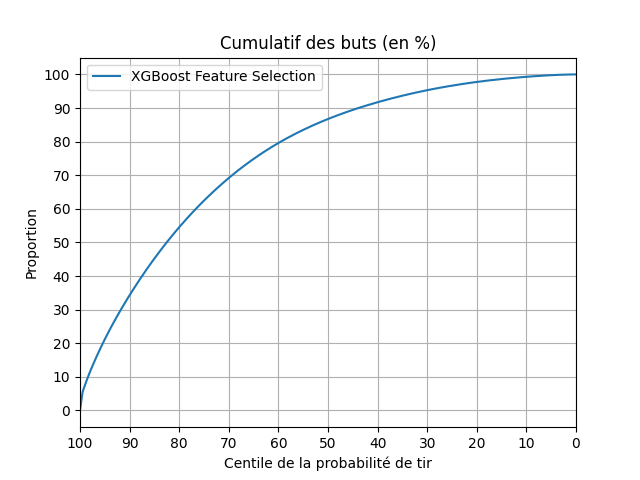 Cumulatif des buts (en %)
XGBoost Feature Selection
100
90
80
70
60
50
40
30
20
10
0
Proportion
100 90 80 70 60 50 40 30 20 10 0
Centile de la probabilité de tir